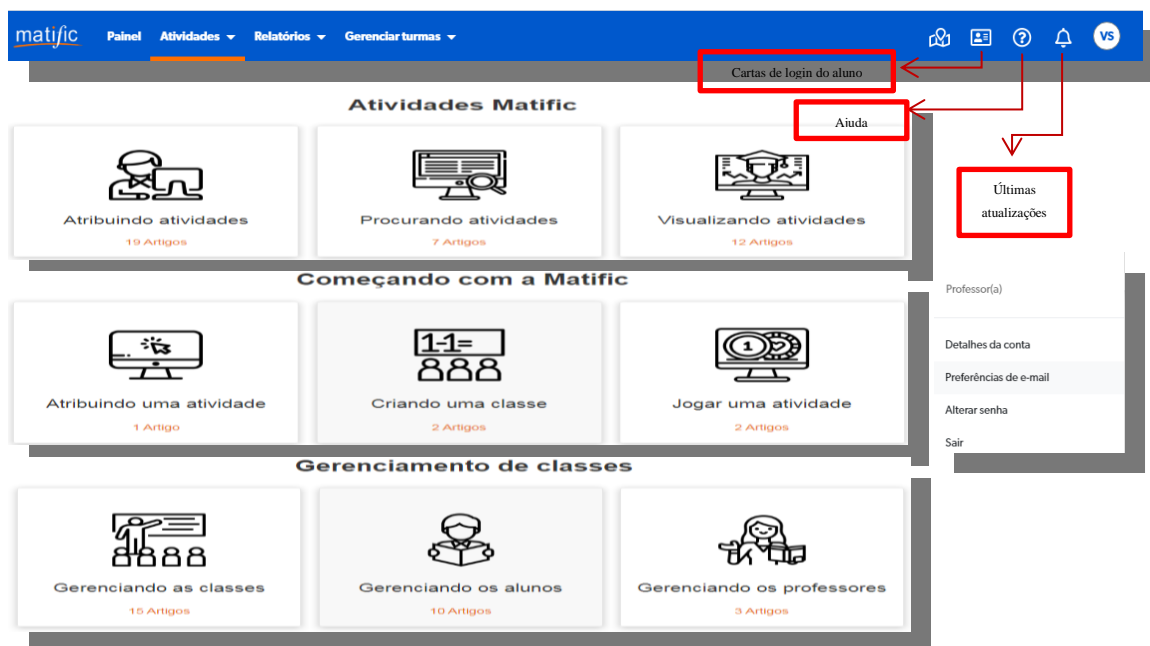 matific Painel Atividades Relatórios Gerenciar turmas VS
Cartas de login do aluno
Atividades Matific
Aiuda
Atribuindo atividades Procurando atividades Visualizando atividades
19 Artigos 7 Artigos 12 Artigos
Últimas
atualizações
Começando com a Matific
1-1=
1
Atribuindo uma atividade Criando uma classe Jogar uma atividade
1 Artigo 2 Artigos 2 Artigos
Professor(a)
Detalhes da conta
Preferências de e-mail
Alterar senha
Sair
Gerenciamento de classes
Gerenciando as classes Gerenciando os alunos Gerenciando os professores
15 Artigos 10 Artigos 3 Artigos